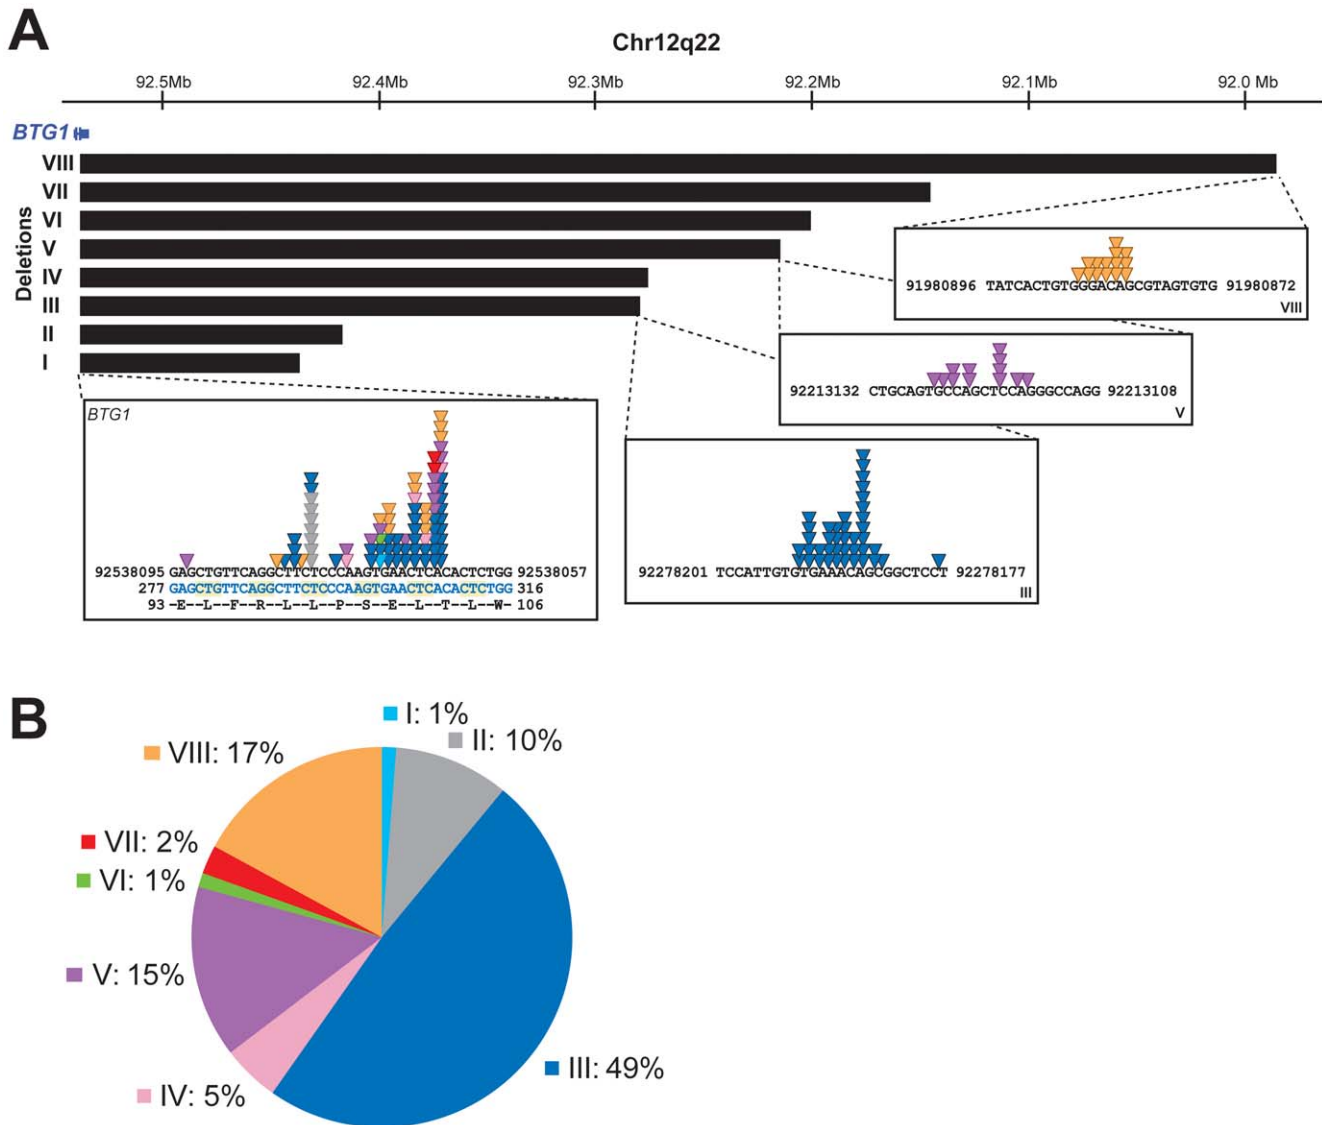 A
Chr12q22
92.5Mb 92.4Mb 92.3Mb 92.2Mb 92.1Mb 92.0 Mb
BTG1
Deletions
VIII
VII
VI
V
IV
III
II
I
91980896 TATCACTGTGGGACAGCGTAGTGTG 91980872
VIII
92213132 CTGCAGTGCCAGCTCCAGGGCCAGG 92213108
V
BTG1
92538095 GAGCTGTTCAGGCTTCTCCCAAGTGAACTCACACTCTGG 92538057
277 GAGCTGTTCAGGCTTCTCCCAAGTGAACTCACACTCTGG 316
93 –E--L--F--R--L--L--P--S--E--L--T--L--W- 106
92278201 TCCATTGTGTGAAACAGCGGCTCCT 92278177
III
B
I: 1%
II: 10%
VIII: 17%
VII: 2%
VI: 1%
V: 15%
III: 49%
IV: 5%